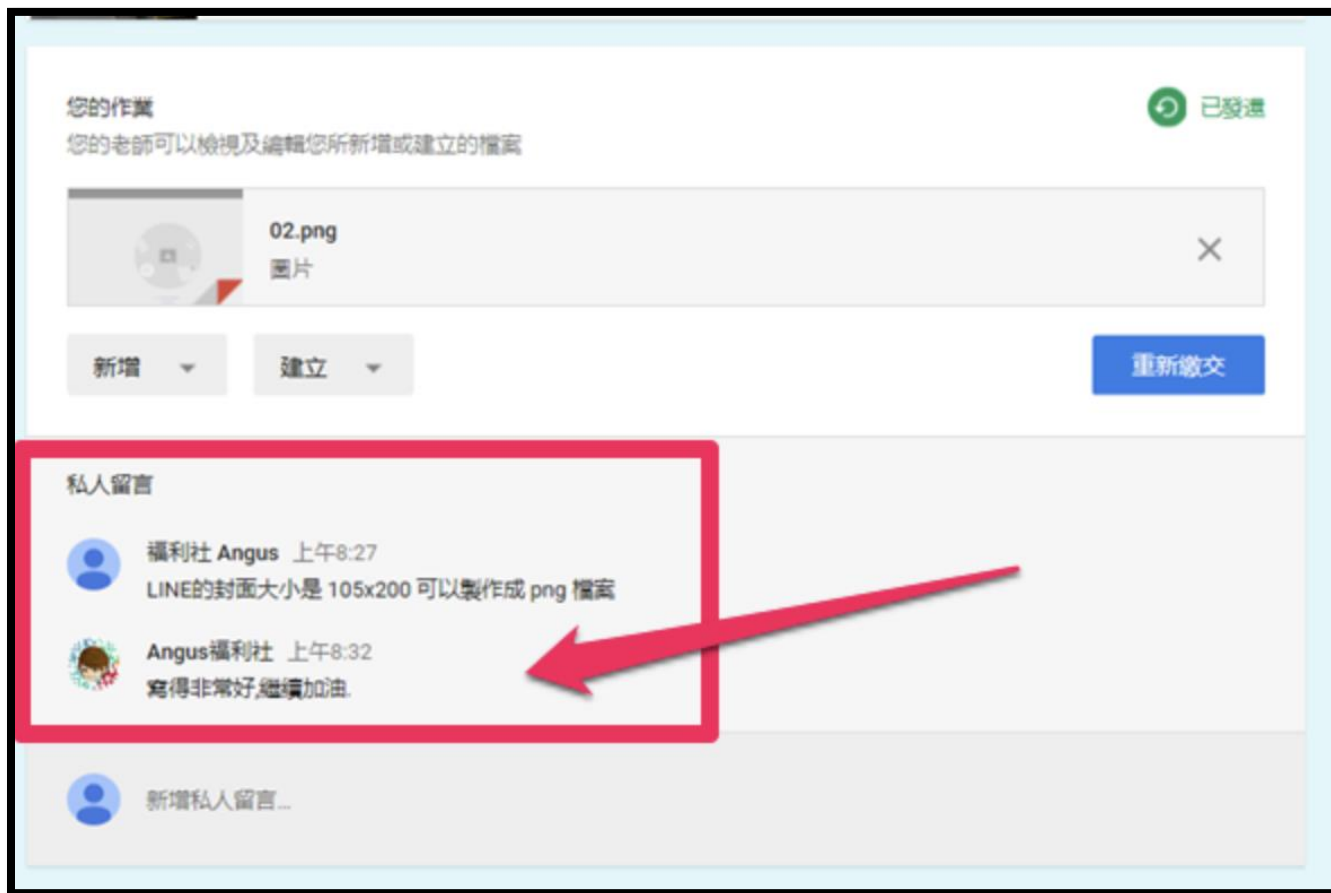 您的作業
已發還
您的老師可以檢視及編輯您所新增或建立的檔案
02.png
圖片
新增
建立
重新繳交
私人留言
福利社 Angus 上午8:27
LINE的封面大小是 105x200 可以製作成 png 檔案
Angus福利社 上午8:32
寫得非常好,繼續加油.
新增私人留言...